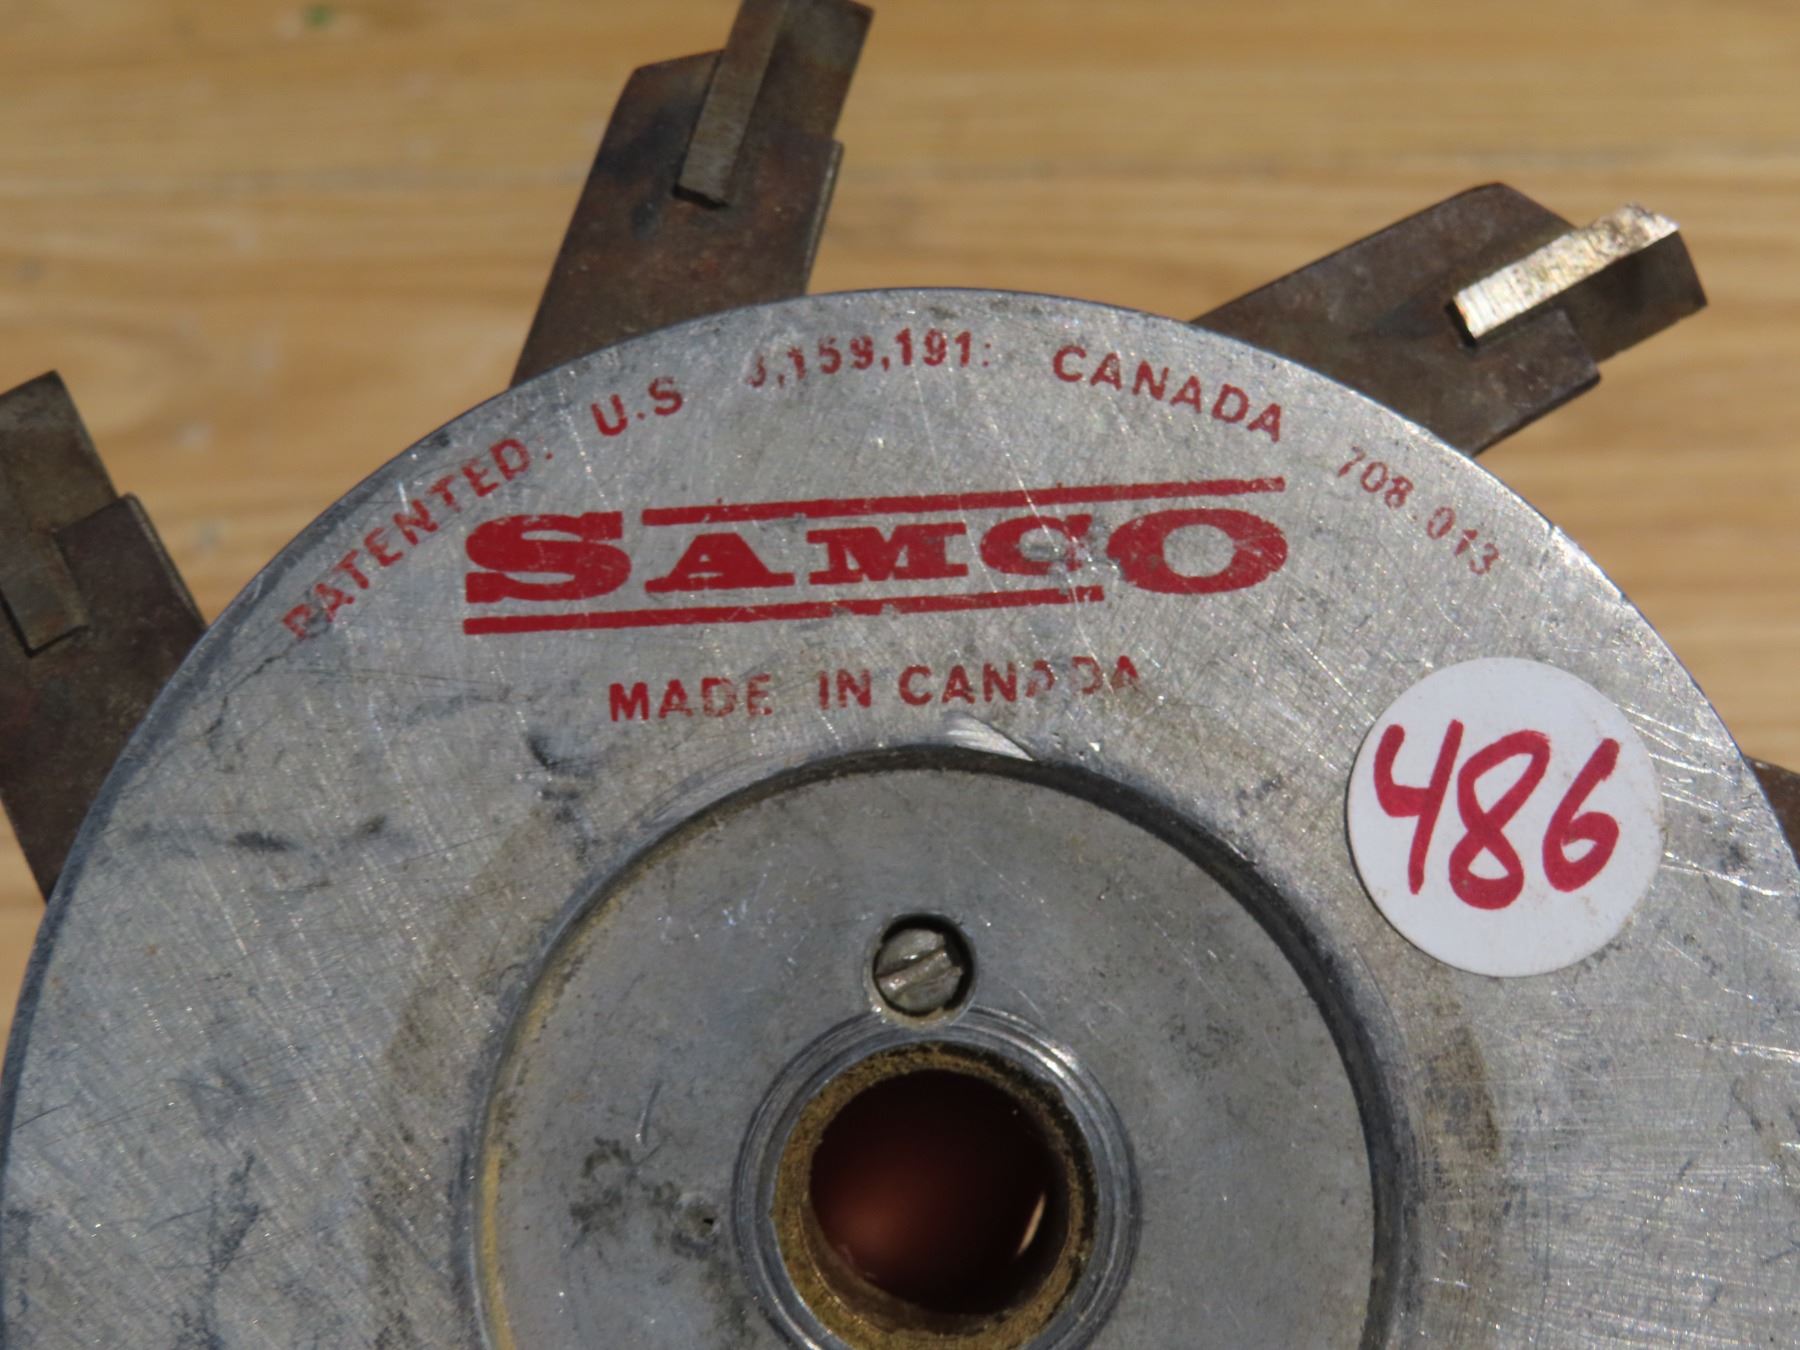 PATENTED: U.S 3,159,191: CANADA 708.013
SAMCO
MADE IN CANADA
486